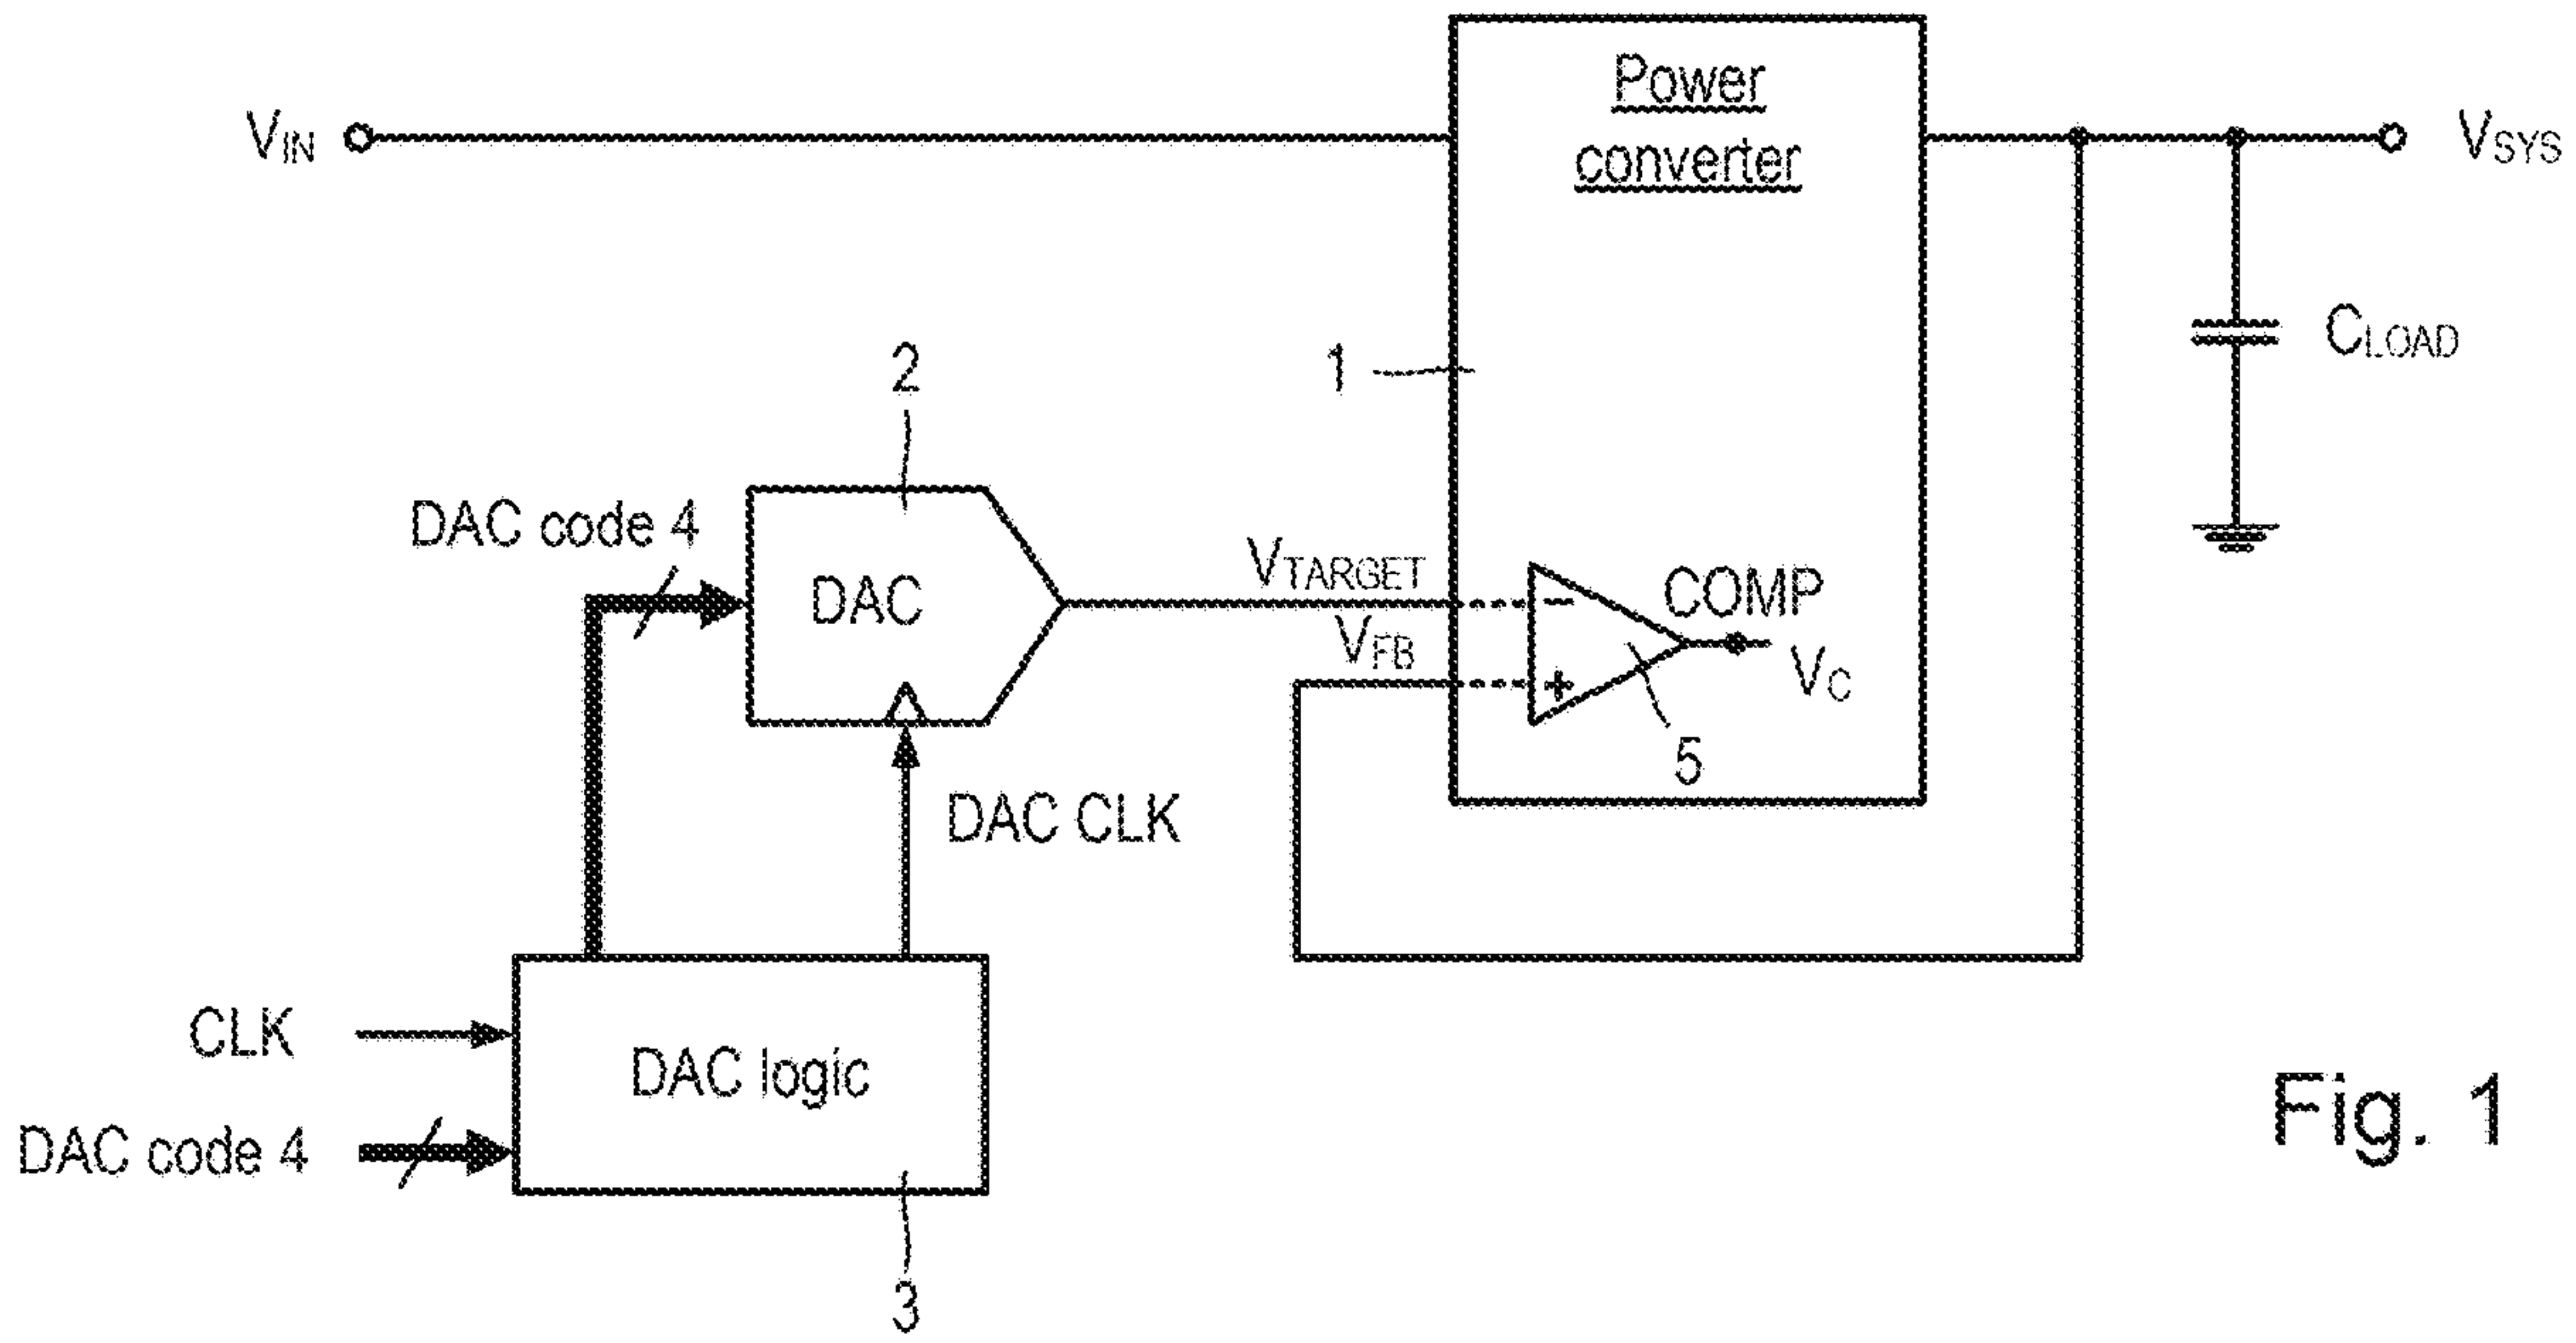 Power
converter
VIN
VSYS
1
CLOAD
2
DAC code 4
DAC
VTARGET
VFB
-
+
COMP
VC
5
DAC CLK
CLK
DAC logic
DAC code 4
3
Fig. 1